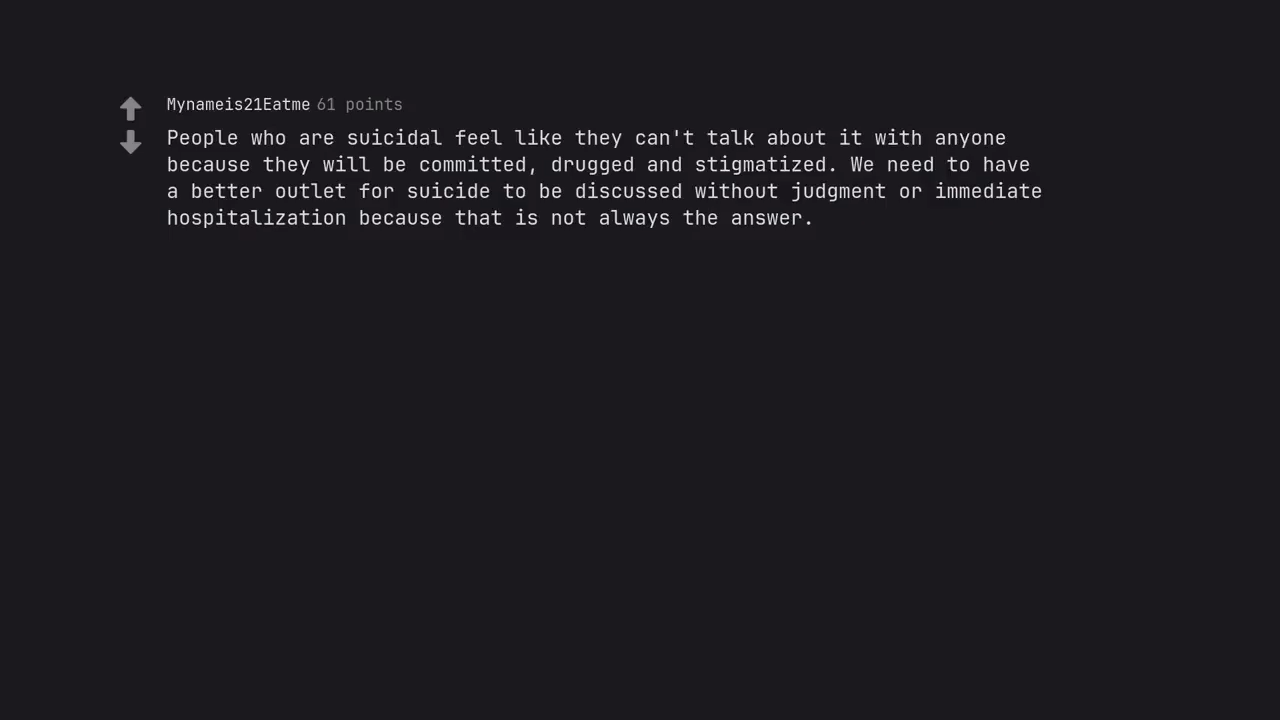 Mynameis21Eatme 61 points
People who are suicidal feel like they can't talk about it with anyone
because they will be committed, drugged and stigmatized. We need to have
a better outlet for suicide to be discussed without judgment or immediate
hospitalization because that is not always the answer.